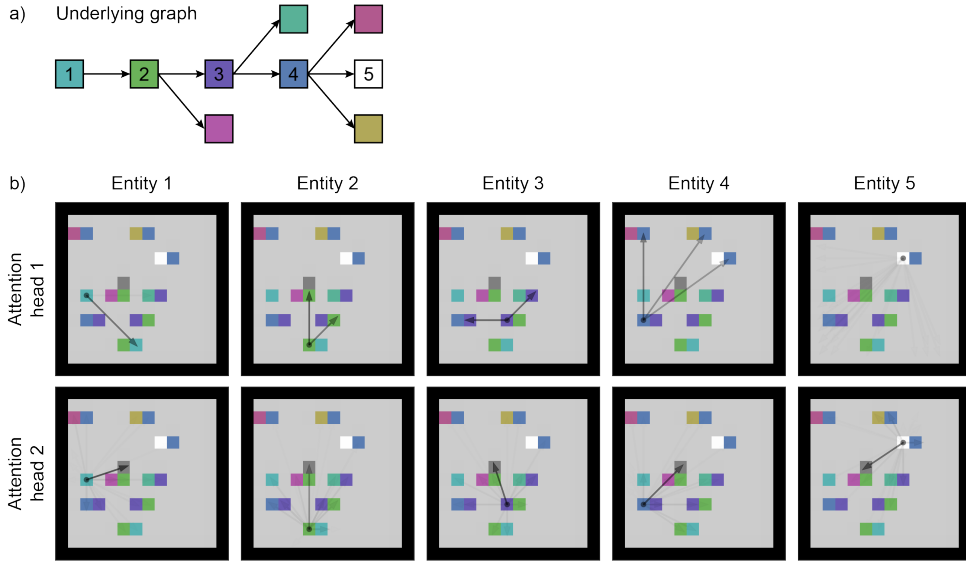 a) Underlying graph
1 2 3 4 5
b) Entity 1 Entity 2 Entity 3 Entity 4 Entity 5
Attention
head 1
Attention
head 2